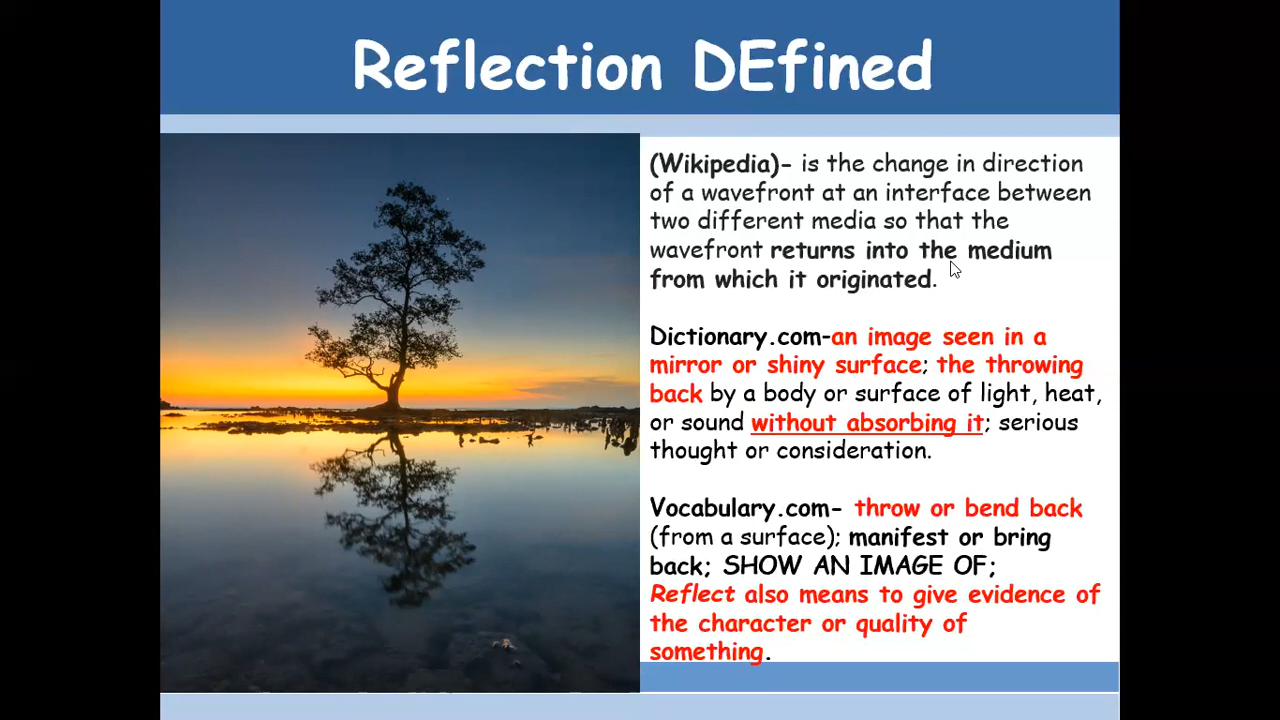 Reflection DEfined
(Wikipedia)- is the change in direction
of a wavefront at an interface between
two different media so that the
wavefront returns into the medium
from which it originated.
Dictionary.com-an image seen in a
mirror or shiny surface; the throwing
back by a body or surface of light, heat,
or sound without absorbing it; serious
thought or consideration.
Vocabulary.com- throw or bend back
(from a surface); manifest or bring
back; SHOW AN IMAGE OF;
Reflect also means to give evidence of
the character or quality of
something.